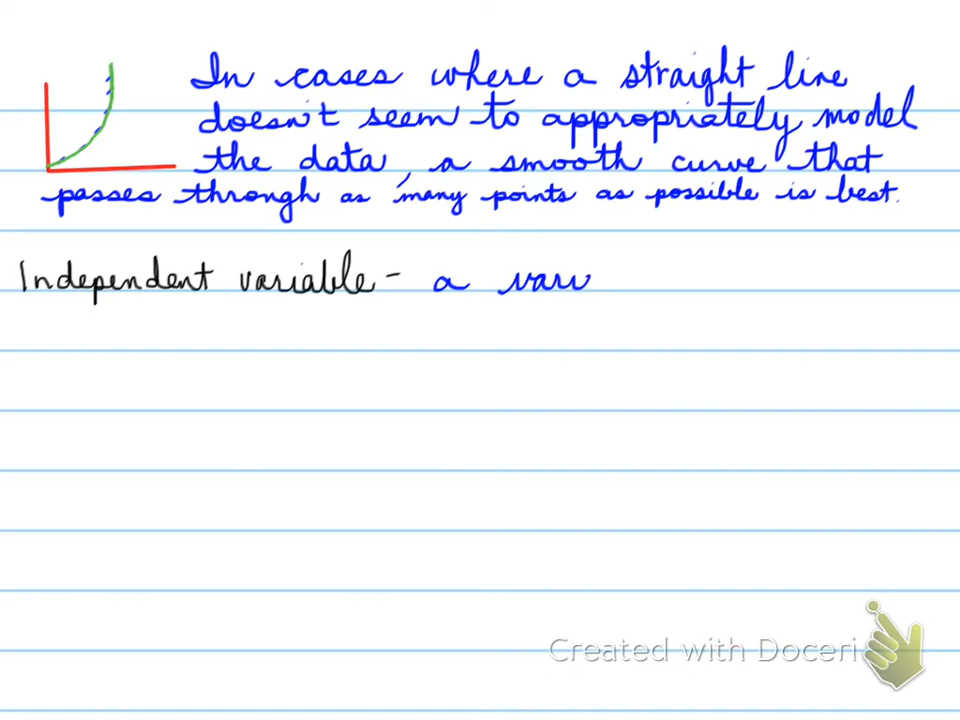 In cases where a straight line
doesn't seem to appropriately model
the data, a smooth curve that
passes through as many points as possible is best.
Independent variable - a vari
Created with Doceri